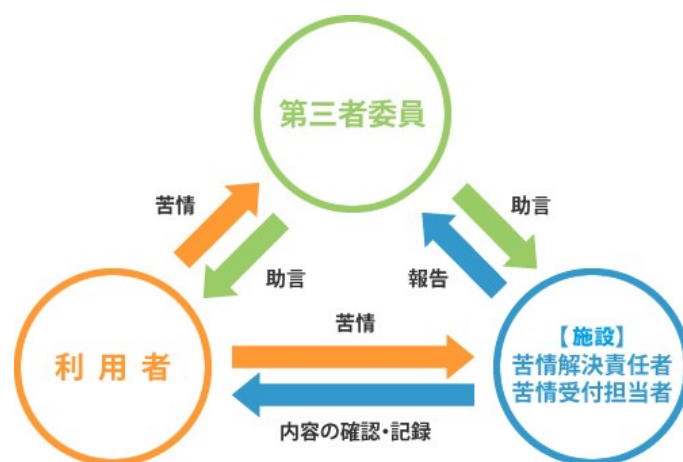 第三者委員
苦情
助言
助言
報告
苦情
利用者
【施設】
苦情解決責任者
苦情受付担当者
内容の確認・記録